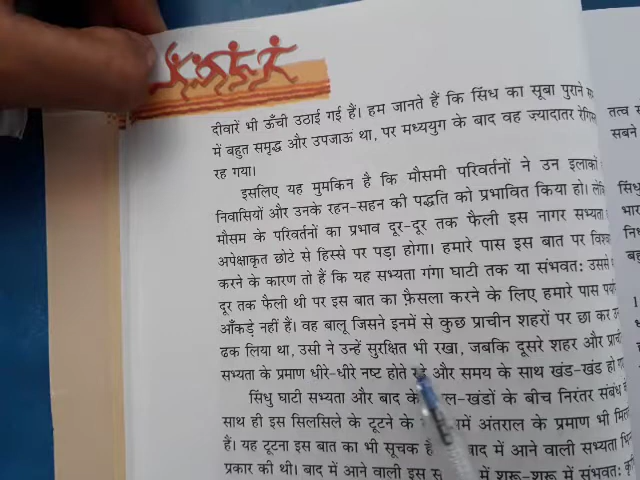 दीवारें भी ऊँची उठाई गई हैं। हम जानते हैं कि सिंध का सूबा पुराने
में बहुत समृद्ध और उपजाऊ था, पर मध्ययुग के बाद वह ज़्यादातर
रह गया।
इसलिए यह मुमकिन है कि मौसमी परिवर्तनों ने उन इलाकों
निवासियों और उनके रहन-सहन की पद्धति को प्रभावित किया हो।
मौसम के परिवर्तनों का प्रभाव दूर-दूर तक फैली इस नागर सभ्यता
अपेक्षाकृत छोटे से हिस्से पर पड़ा होगा। हमारे पास इस बात पर
करने के कारण तो हैं कि यह सभ्यता गंगा घाटी तक या संभवत: उससे
दूर तक फैली थी पर इस बात का फ़ैसला करने के लिए हमारे पास
आँकड़े नहीं हैं। वह बालू जिसने इनमें से कुछ प्राचीन शहरों पर छा कर
ढक लिया था, उसी ने उन्हें सुरक्षित भी रखा, जबकि दूसरे शहर और
सभ्यता के प्रमाण धीरे-धीरे नष्ट होते रहे और समय के साथ खंड-खंड हो
सिंधु घाटी सभ्यता और बाद के खंडों के बीच निरंतर संबंध
साथ ही इस सिलसिले के टूटने के अंतराल के प्रमाण भी
हैं। यह टूटना इस बात का भी सूचक है बाद में आने वाली सभ्यता
प्रकार की थी। बाद में आने वाली इस में शुरू-शुरू में संभवत:
तत्व
सबने